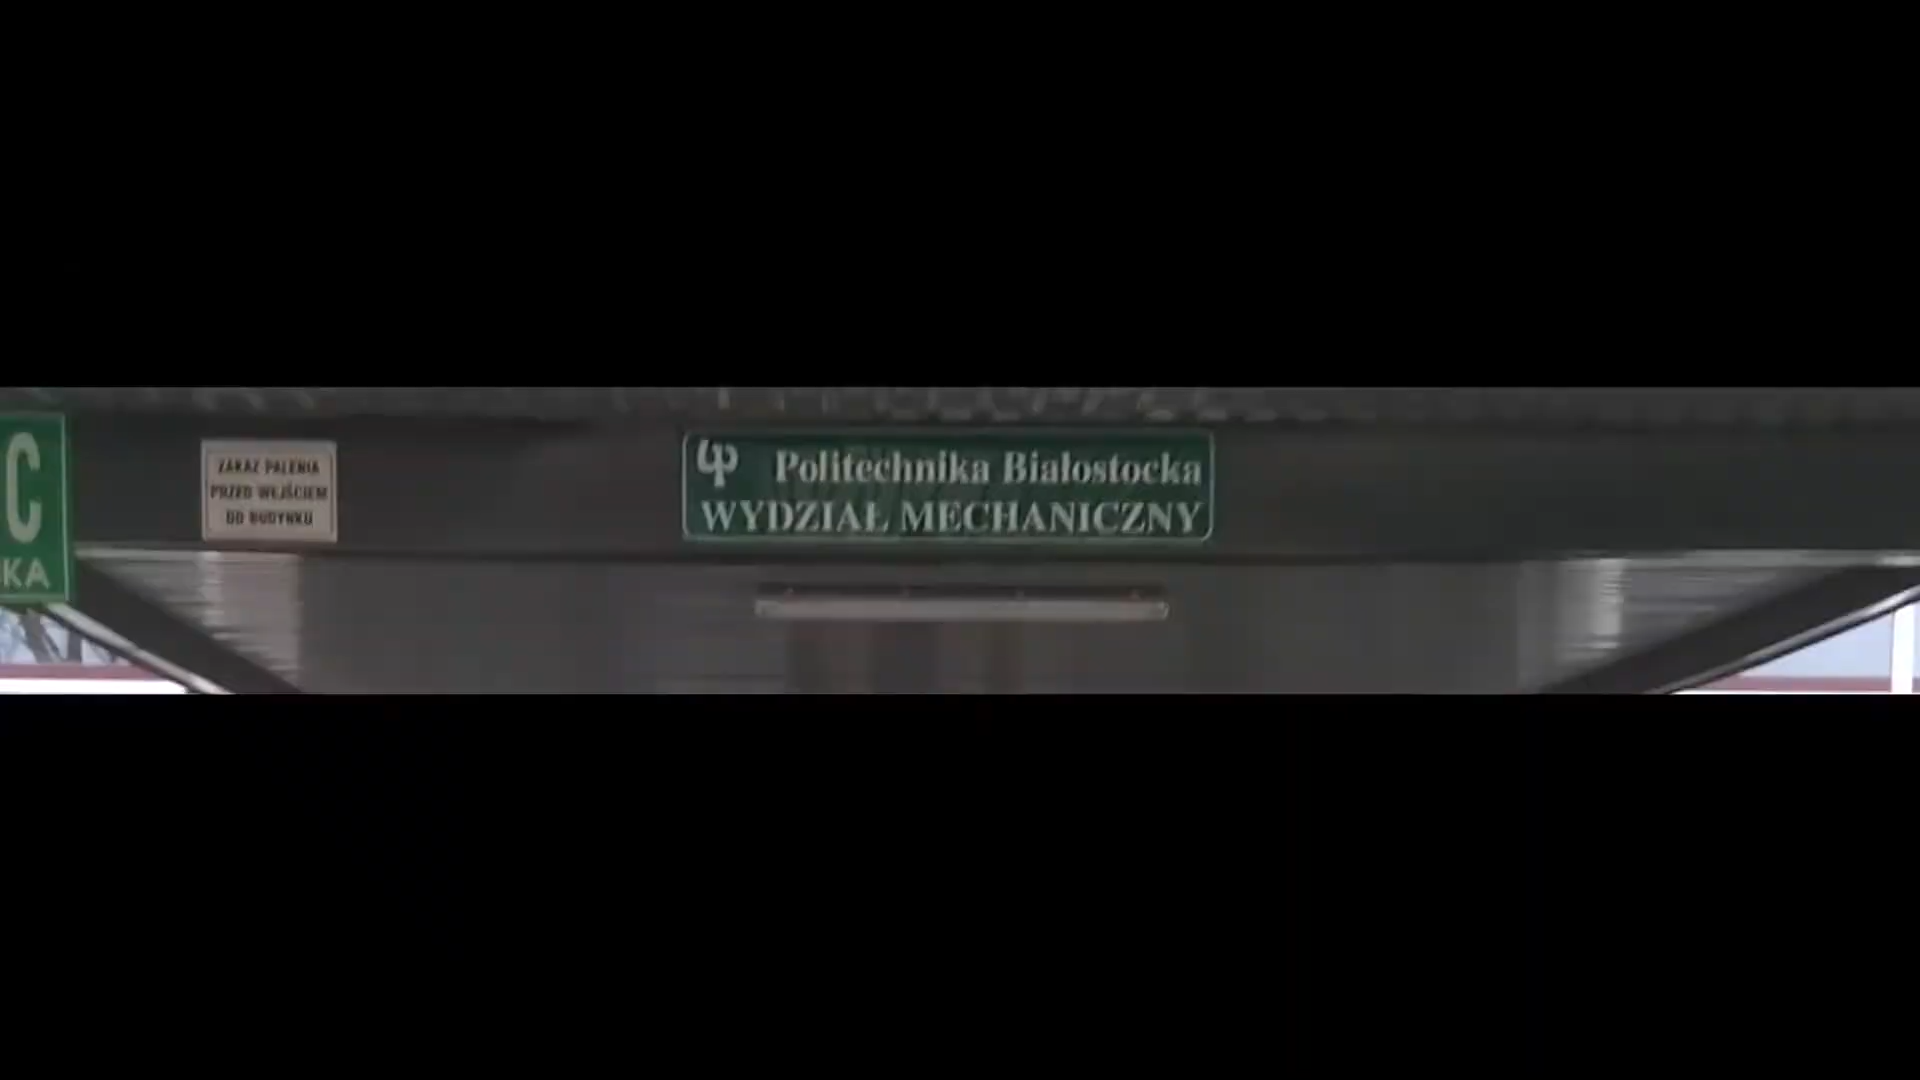 C
KA
ZAKAZ PALENIA
PRZED WEJŚCIEM
DO BUDYNKU
Politechnika Białostocka
WYDZIAŁ MECHANICZNY